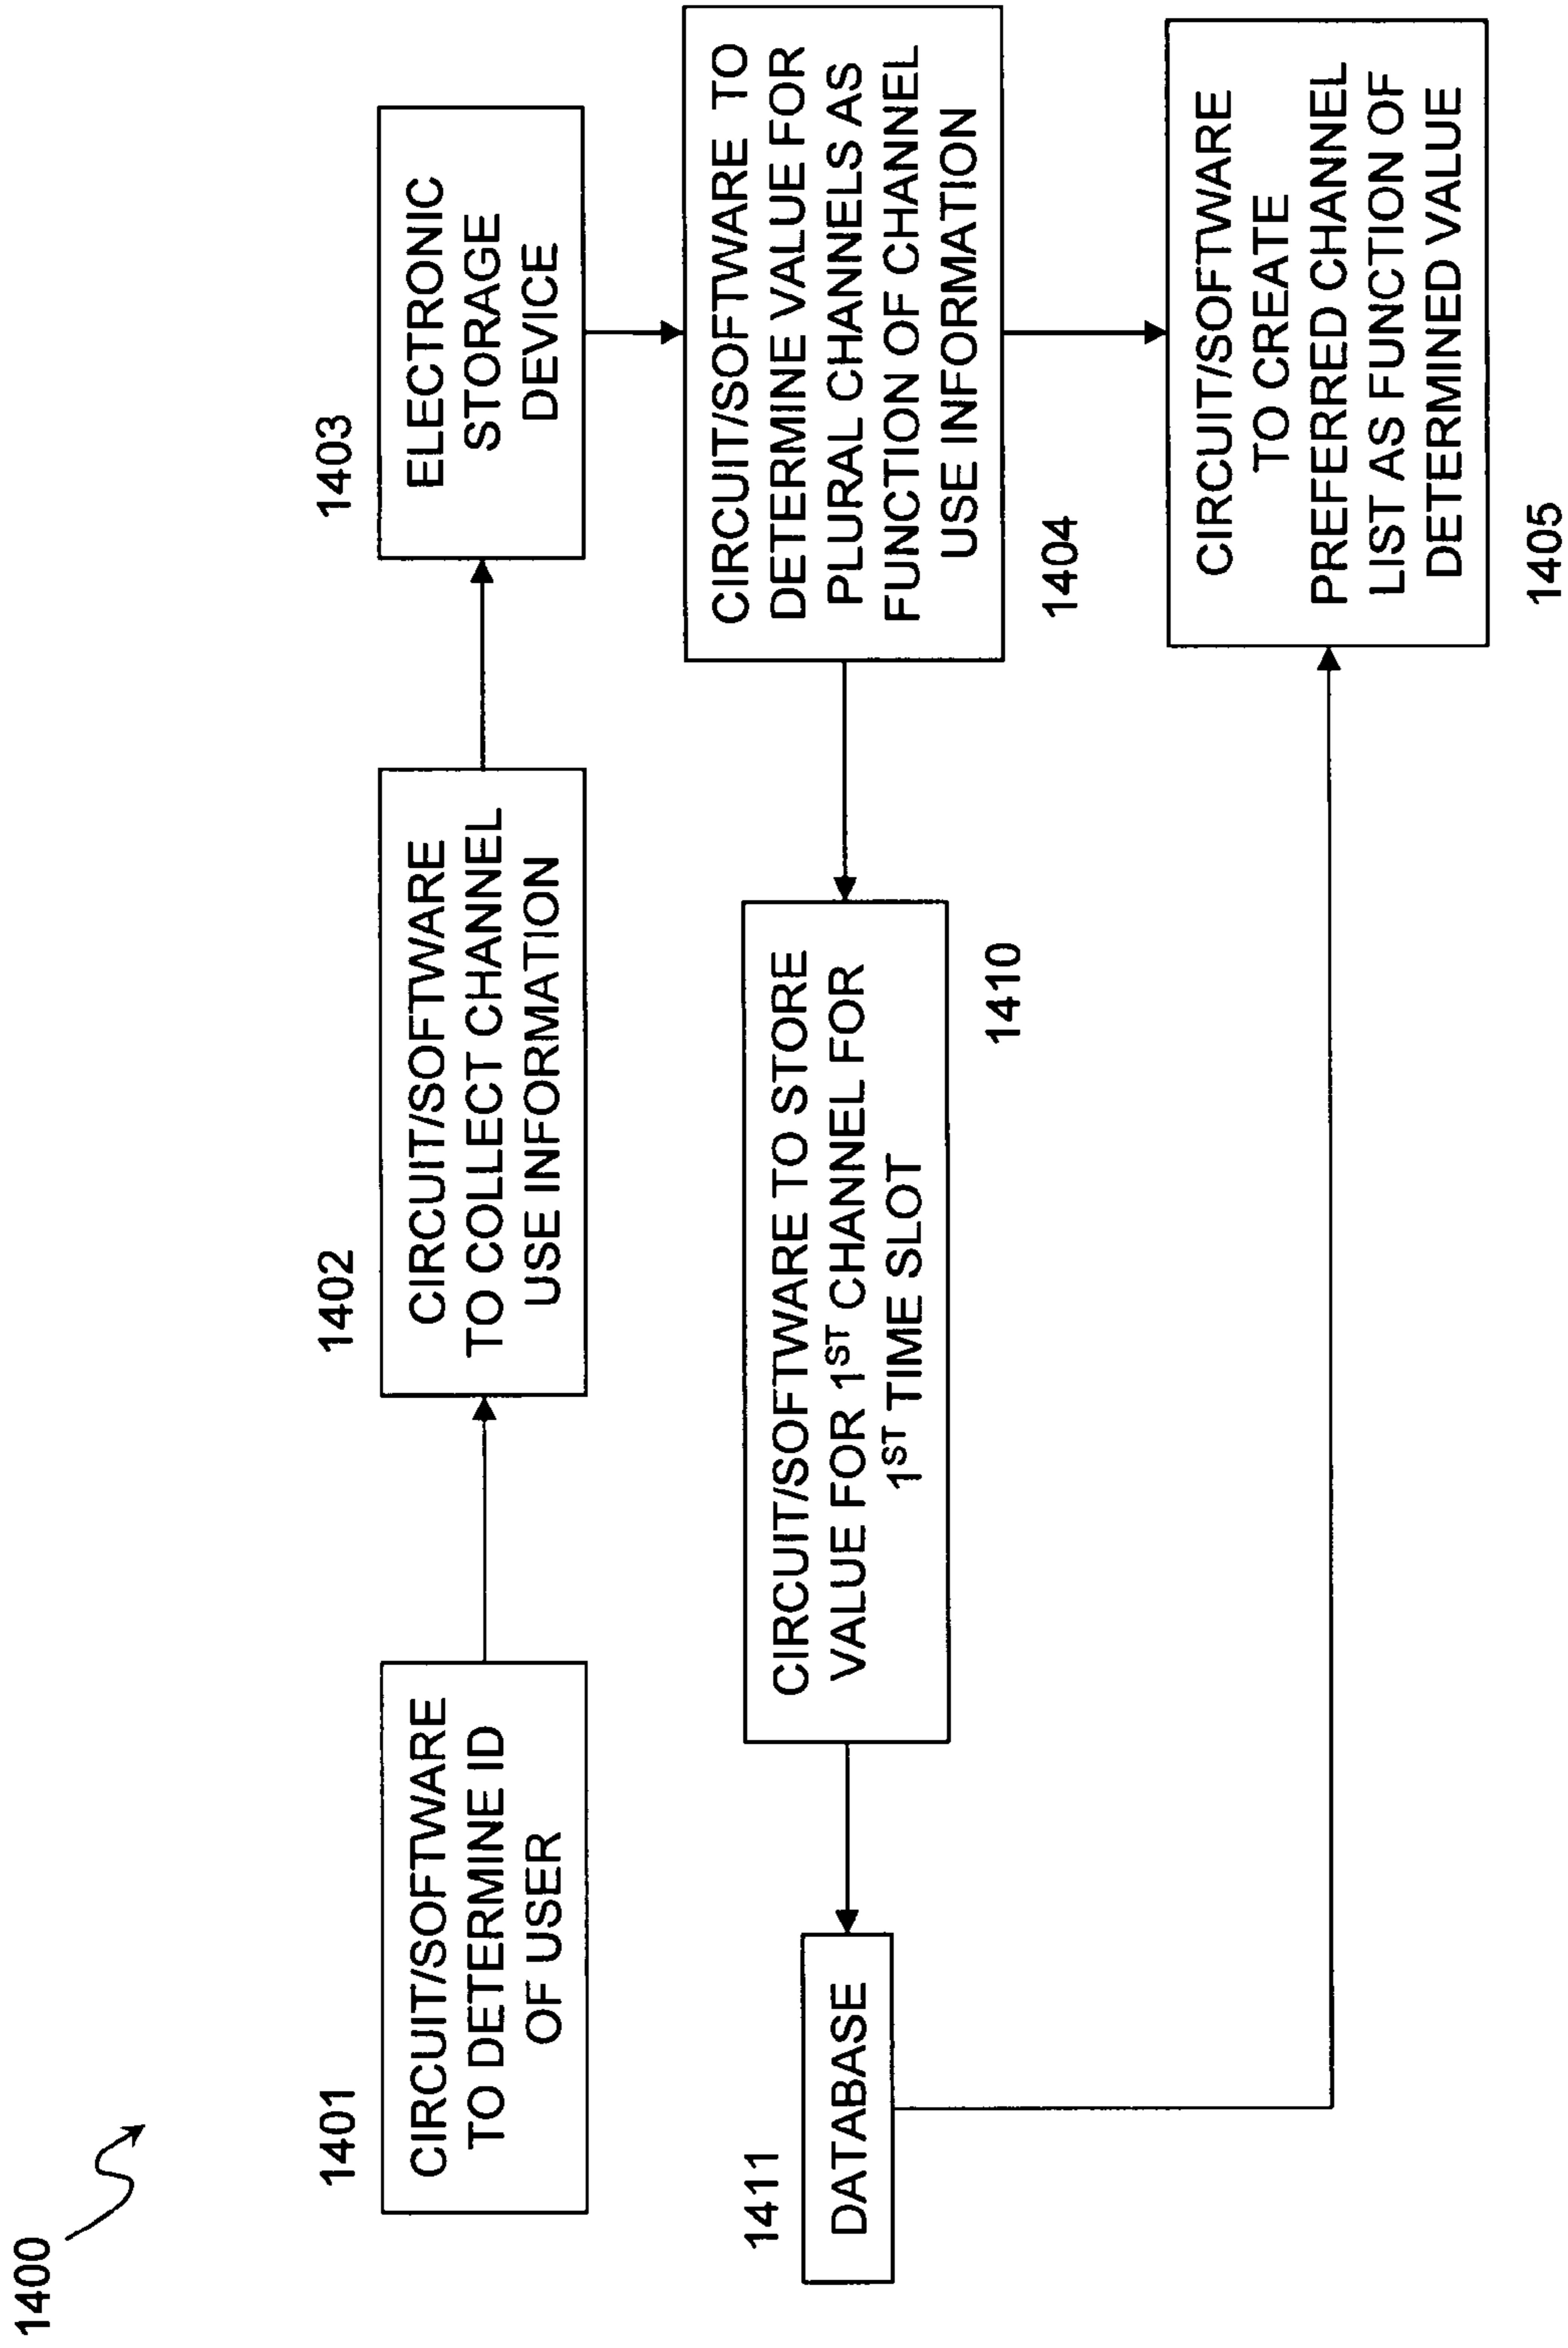 1400
1401
CIRCUIT/SOFTWARE
TO DETERMINE ID
OF USER
1402
CIRCUIT/SOFTWARE
TO COLLECT CHANNEL
USE INFORMATION
1403
ELECTRONIC
STORAGE
DEVICE
CIRCUIT/SOFTWARE TO
DETERMINE VALUE FOR
PLURAL CHANNELS AS
FUNCTION OF CHANNEL
USE INFORMATION
1404
CIRCUIT/SOFTWARE TO STORE
VALUE FOR 1ST CHANNEL FOR
1ST TIME SLOT
1410
1411
DATABASE
CIRCUIT/SOFTWARE
TO CREATE
PREFERRED CHANNEL
LIST AS FUNCTION OF
DETERMINED VALUE
1405